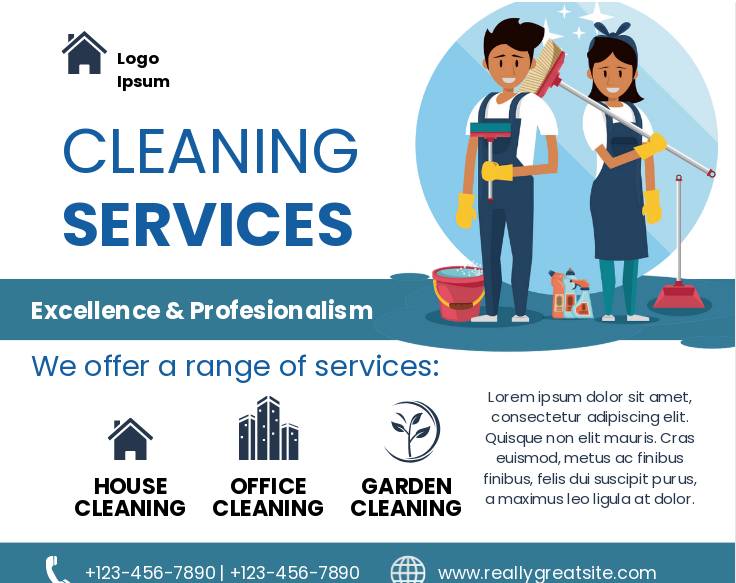 Logo
Ipsum
CLEANING
SERVICES
Excellence & Profesionalism
We offer a range of services:
HOUSE
CLEANING
OFFICE
CLEANING
GARDEN
CLEANING
Lorem ipsum dolor sit amet,
consectetur adipiscing elit.
Quisque non elit mauris. Cras
euismod, metus ac finibus
finibus, felis dui suscipit purus,
a maximus leo ligula at dolor.
+123-456-7890 | +123-456-7890
www.reallygreatsite.com